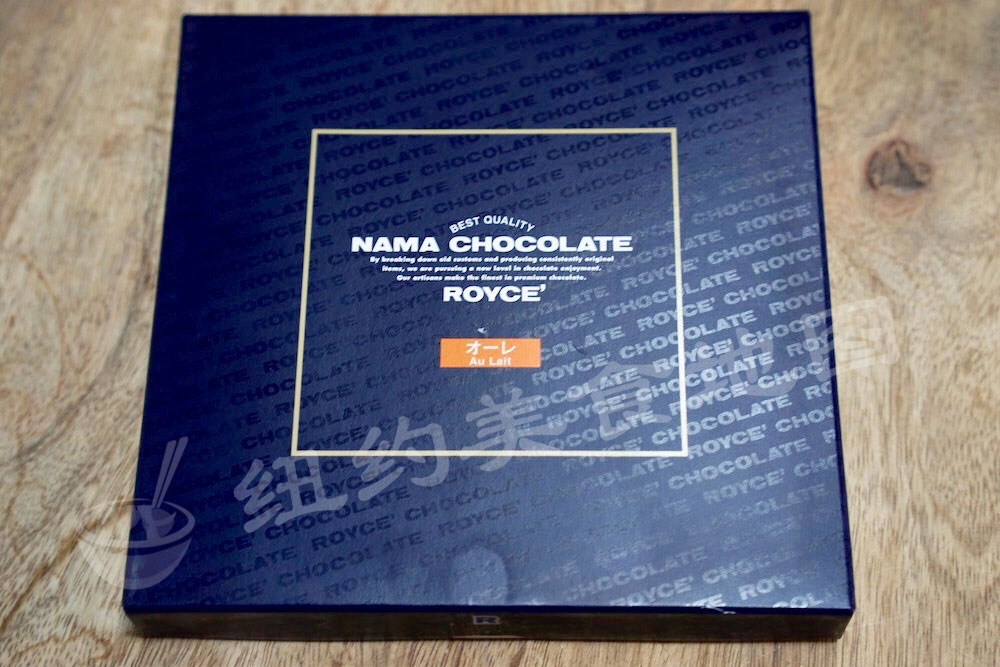 BEST QUALITY
NAMA CHOCOLATE
By breaking down old customs and producing consistently original
items, we are pursuing a new level in chocolate enjoyment.
Our artisans make the finest in premium chocolate.
ROYCE'
オーレ
Au Lait
纽约美食地图
R